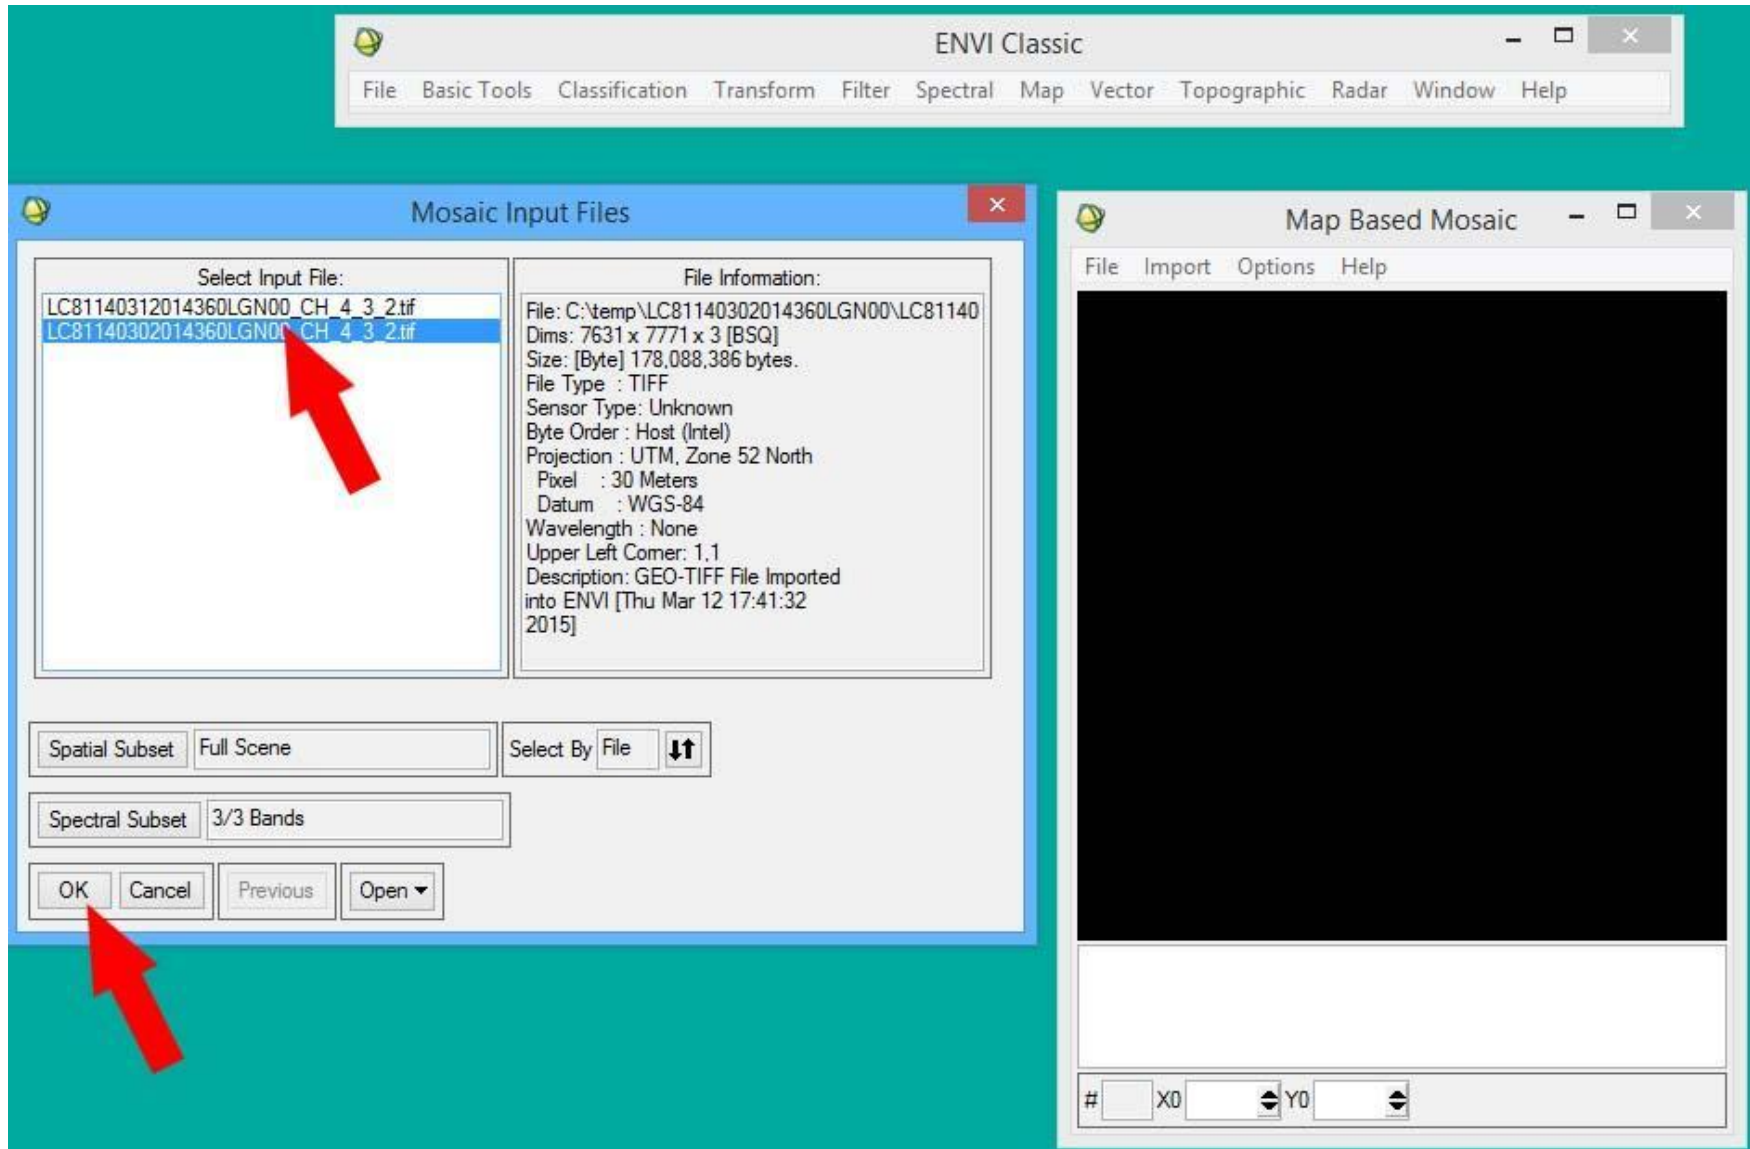 ENVI Classic
File Basic Tools Classification Transform Filter Spectral Map Vector Topographic Radar Window Help
Mosaic Input Files
Select Input File:
LC81140312014360LGN00_CH_4_3_2.tif
LC81140302014360LGN00_CH_4_3_2.tif
File Information:
File: C:\temp\LC81140302014360LGN00\LC81140
Dims: 7631 x 7771 x 3 [BSQ]
Size: [Byte] 178,088,386 bytes.
File Type : TIFF
Sensor Type: Unknown
Byte Order : Host (Intel)
Projection : UTM, Zone 52 North
Pixel : 30 Meters
Datum : WGS-84
Wavelength : None
Upper Left Corner: 1,1
Description: GEO-TIFF File Imported
into ENVI [Thu Mar 12 17:41:32
2015]
Spatial Subset Full Scene
Select By File
Spectral Subset 3/3 Bands
OK Cancel Previous Open
Map Based Mosaic
File Import Options Help
# X0 Y0